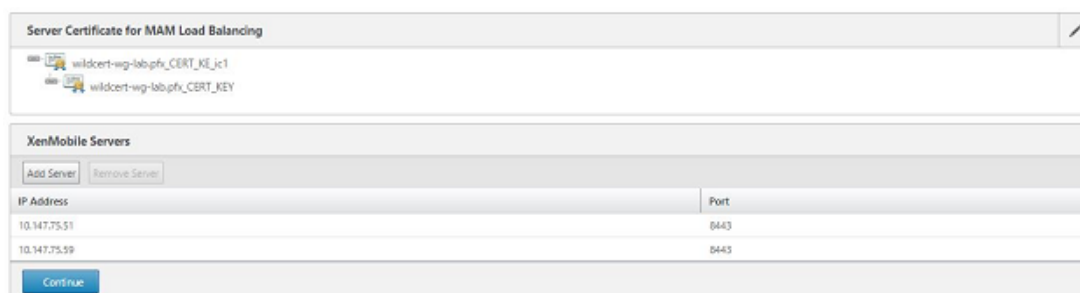 Server Certificate for MAM Load Balancing
wildcert-wg-lab.pfx_CERT_KE_ic1
wildcert-wg-lab.pfx_CERT_KEY
XenMobile Servers
Add Server Remove Server
IP Address Port
10.147.75.51 8443
10.147.75.59 8443
Continue